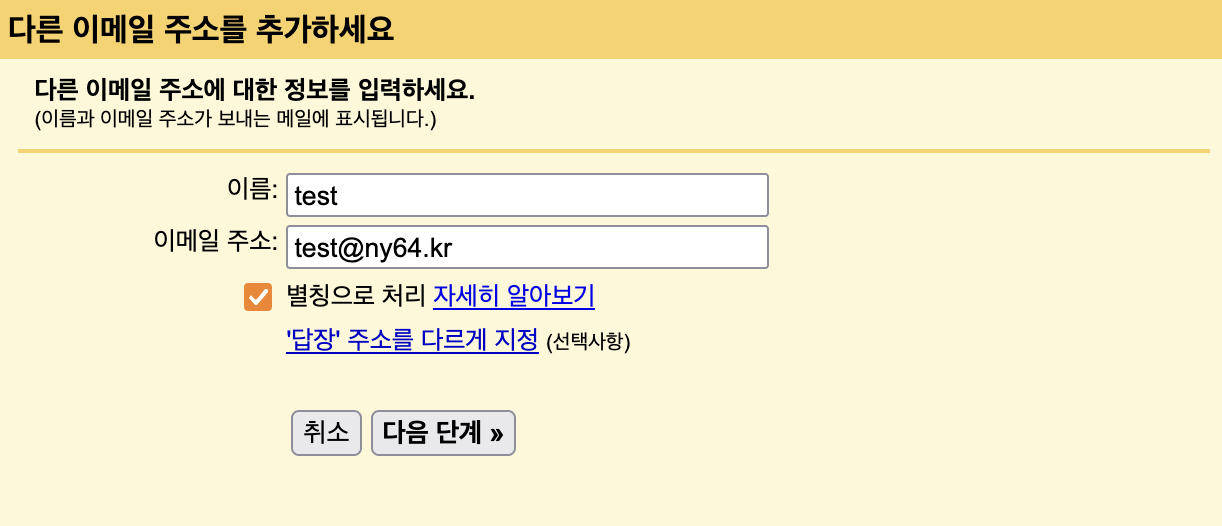 다른 이메일 주소를 추가하세요
다른 이메일 주소에 대한 정보를 입력하세요.
(이름과 이메일 주소가 보내는 메일에 표시됩니다.)
이름: test
이메일 주소: test@ny64.kr
별칭으로 처리 자세히 알아보기
'답장' 주소를 다르게 지정 (선택사항)
취소 다음 단계 »